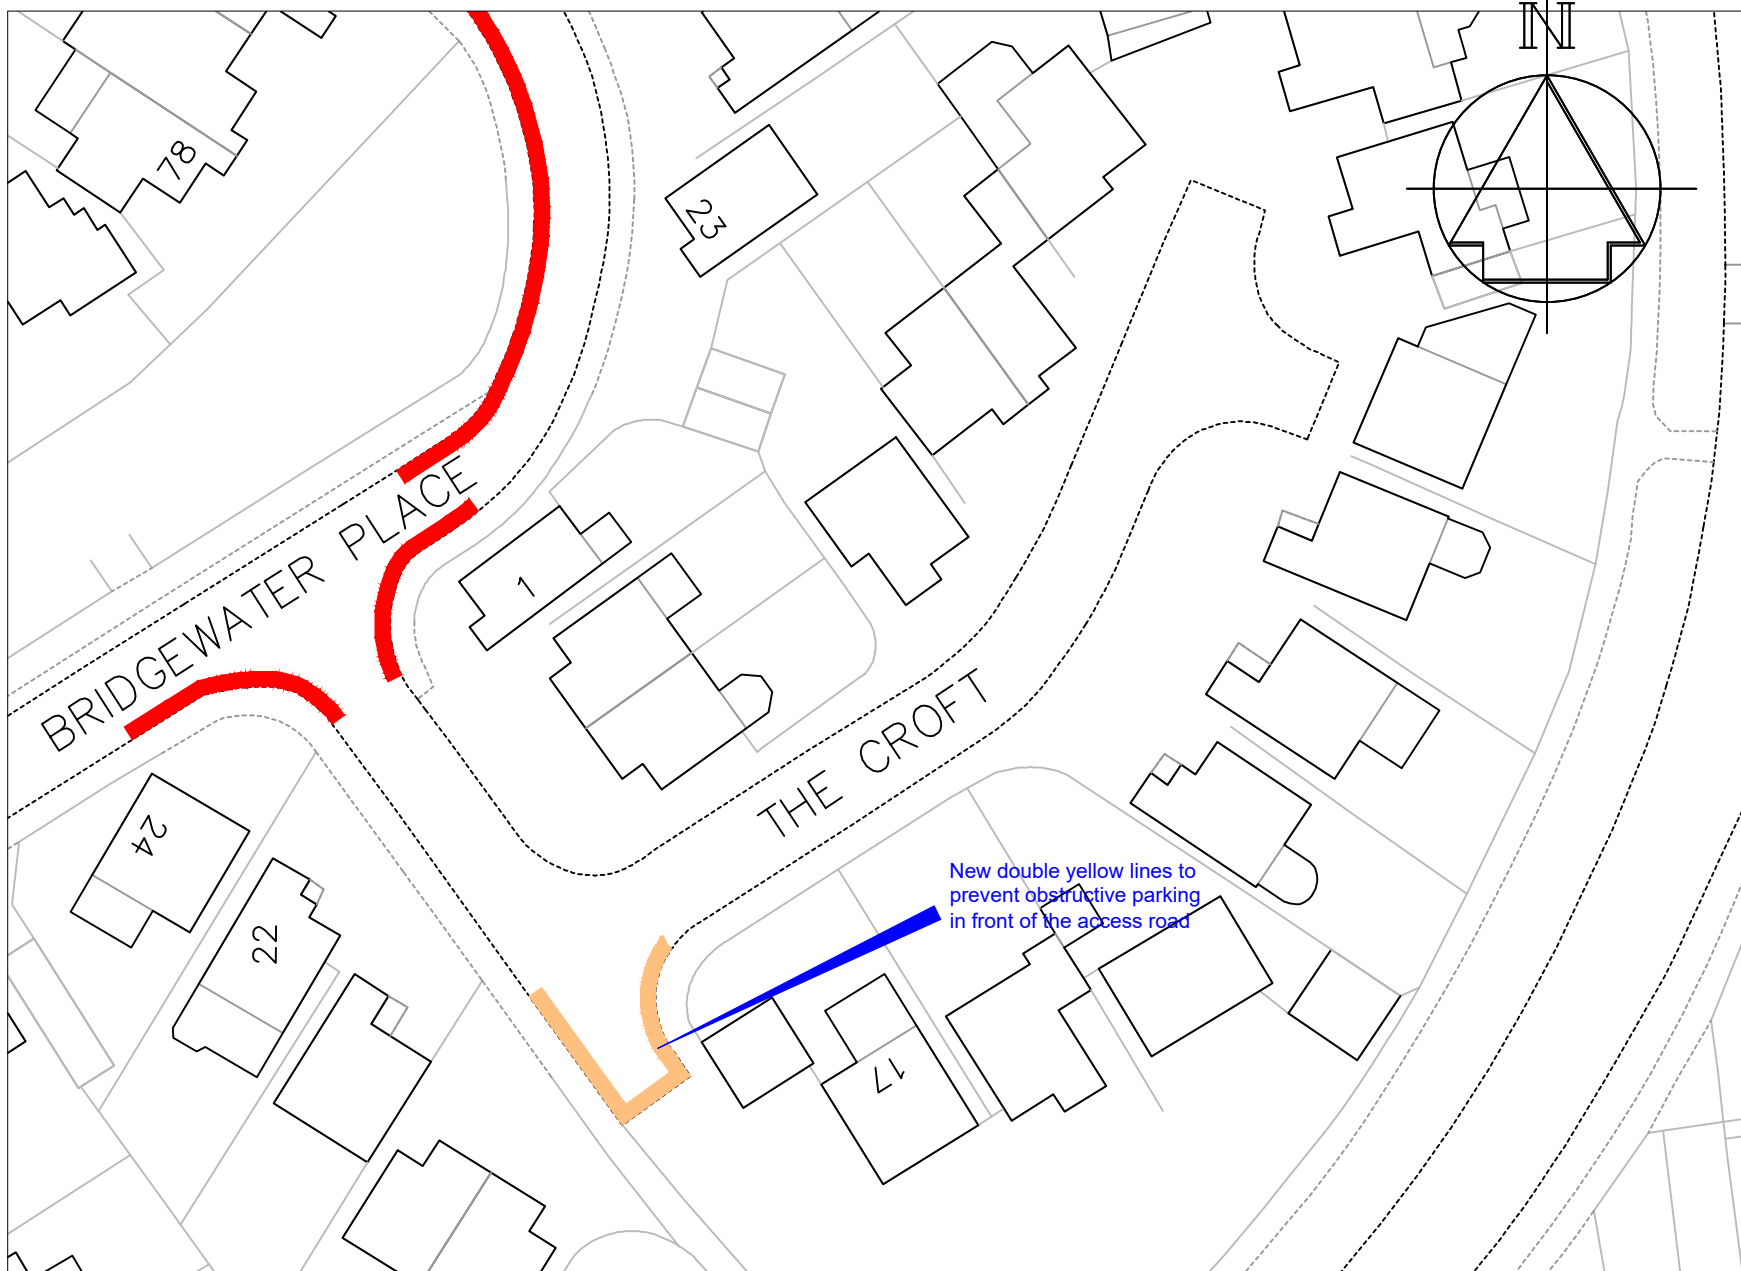 N
78
23
BRIDGEWATER PLACE
1
THE CROFT
24
22
New double yellow lines to
prevent obstructive parking
in front of the access road
17